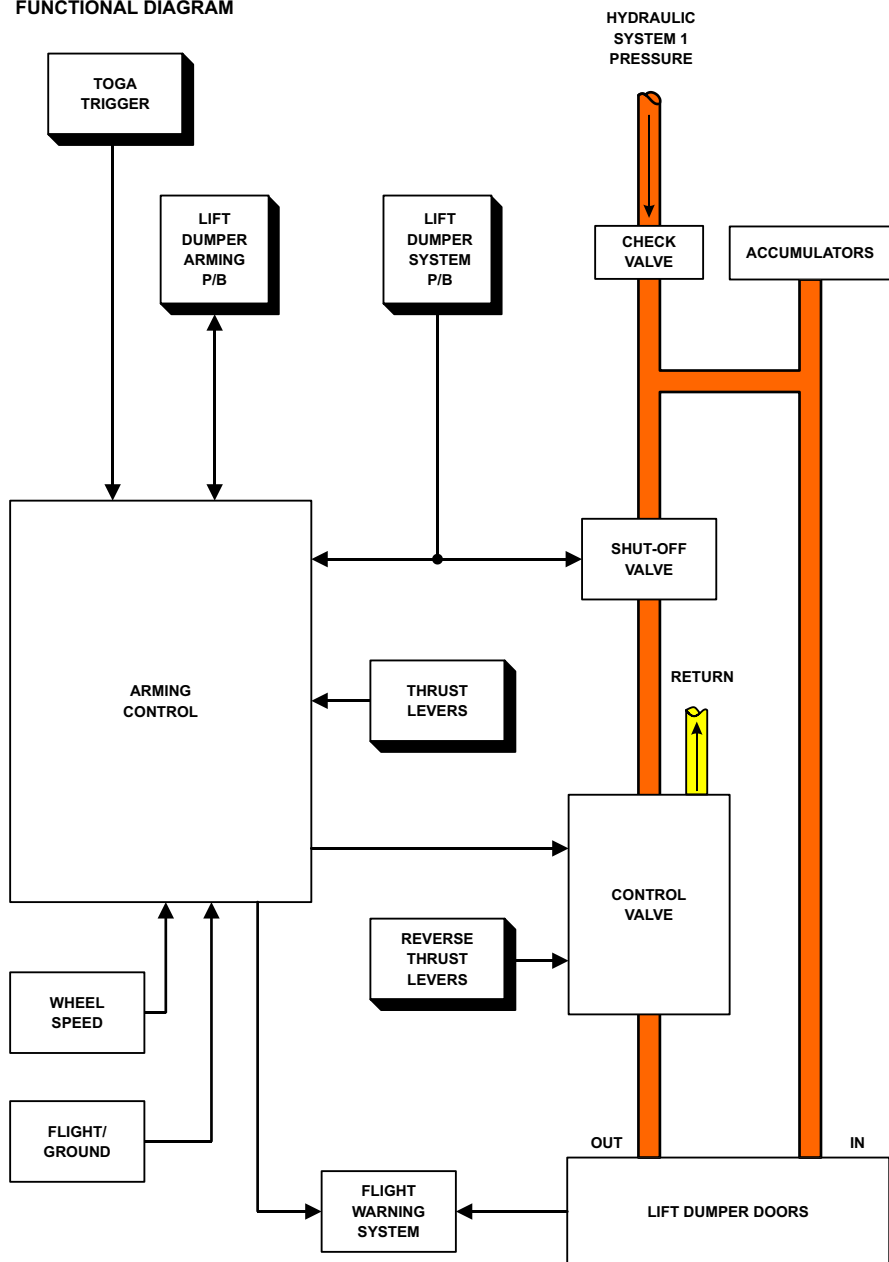 FUNCTIONAL DIAGRAM
HYDRAULIC
SYSTEM 1
PRESSURE
TOGA
TRIGGER
LIFT
DUMPER
ARMING
P/B
LIFT
DUMPER
SYSTEM
P/B
CHECK
VALVE
ACCUMULATORS
SHUT-OFF
VALVE
ARMING
CONTROL
THRUST
LEVERS
RETURN
CONTROL
VALVE
REVERSE
THRUST
LEVERS
WHEEL
SPEED
FLIGHT/
GROUND
OUT
IN
FLIGHT
WARNING
SYSTEM
LIFT DUMPER DOORS